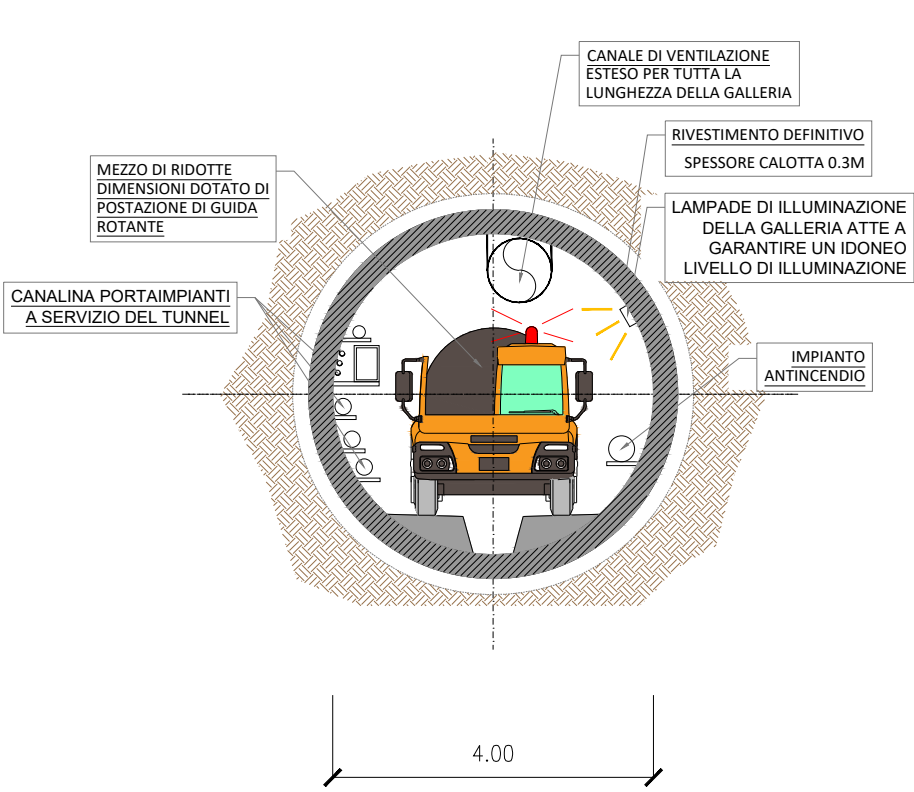 CANALE DI VENTILAZIONE
ESTESO PER TUTTA LA
LUNGHEZZA DELLA GALLERIA
RIVESTIMENTO DEFINITIVO
SPESSORE CALOTTA 0.3M
MEZZO DI RIDOTTE
DIMENSIONI DOTATO DI
POSTAZIONE DI GUIDA
ROTANTE
LAMPADE DI ILLUMINAZIONE
DELLA GALLERIA ATTE A
GARANTIRE UN IDONEO
LIVELLO DI ILLUMINAZIONE
CANALINA PORTAIMPIANTI
A SERVIZIO DEL TUNNEL
IMPIANTO
ANTINCENDIO
4.00